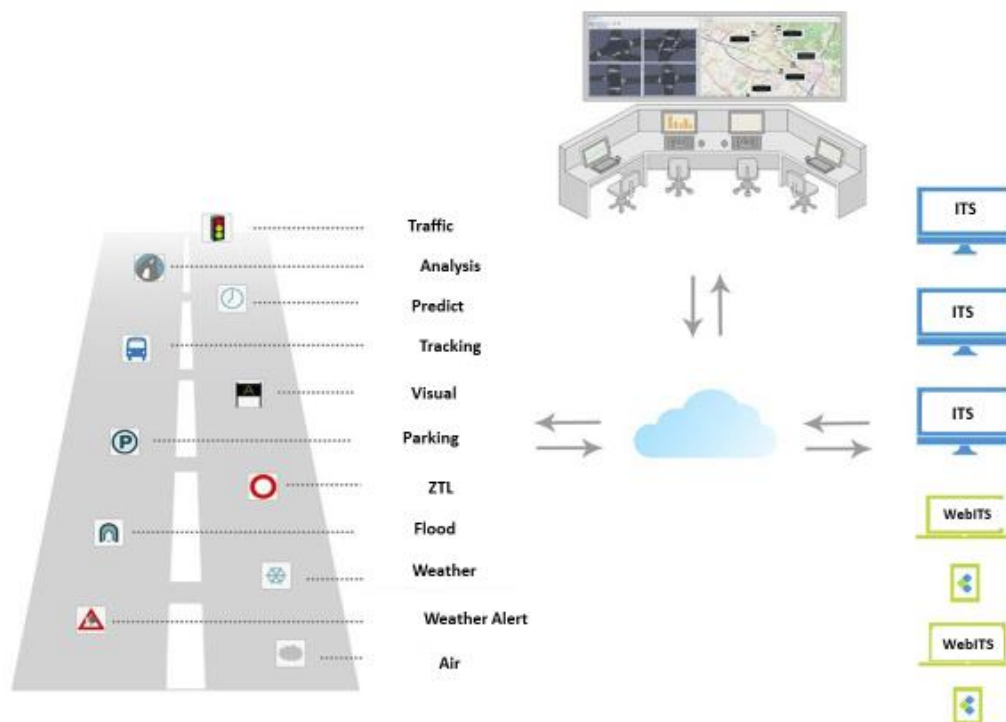 Traffic
Analysis
Predict
Tracking
Visual
Parking
P
ZTL
Flood
Weather
Weather Alert
Air
ITS
ITS
ITS
WebITS
WebITS